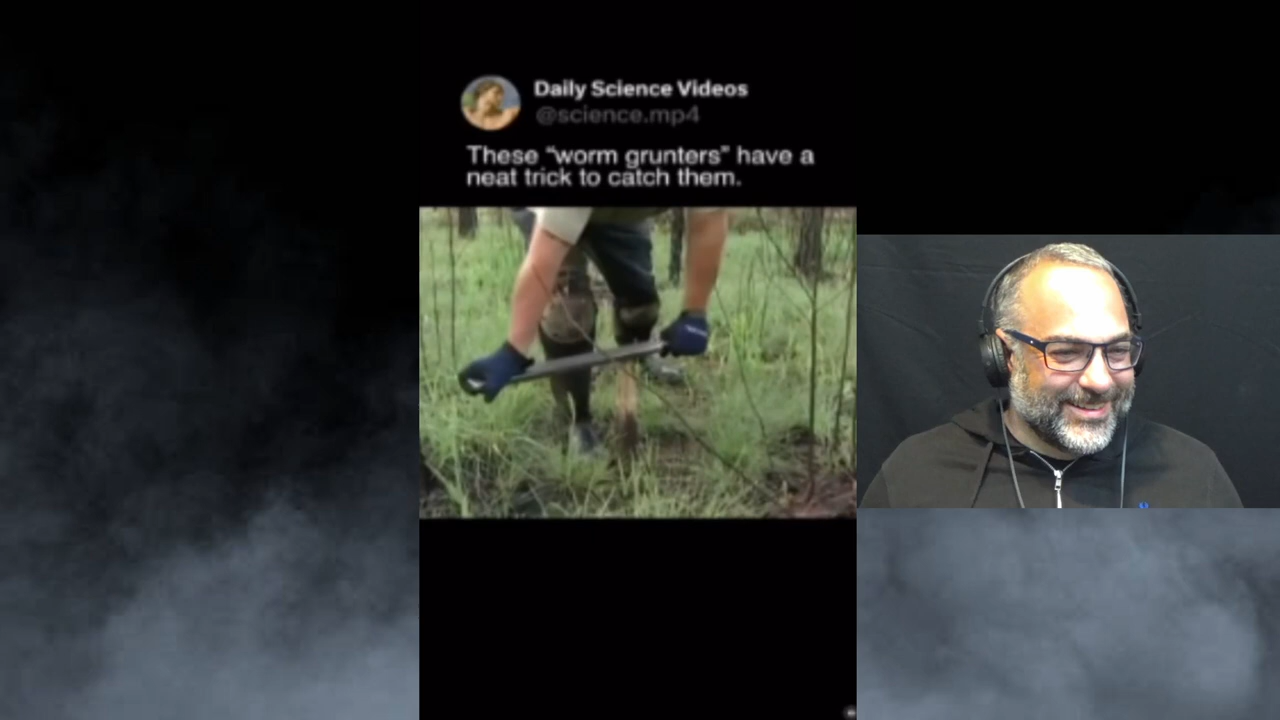 Daily Science Videos
@science.mp4
These “worm grunters” have a
neat trick to catch them.